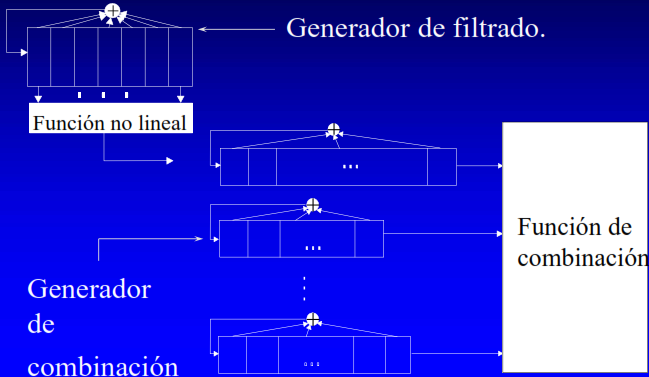 Generador de filtrado.
Función no lineal
Función de
combinación
Generador
de
combinación